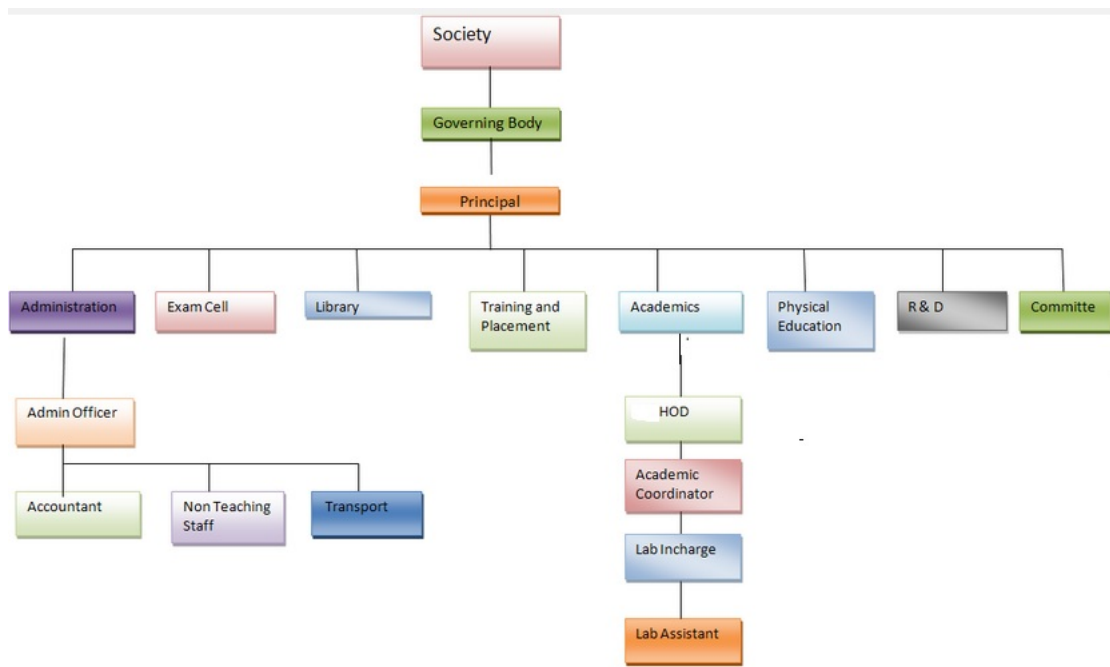 Society
Governing Body
Principal
Administration
Exam Cell
Library
Training and
Placement
Academics
Physical
Education
R & D
Committe
Admin Officer
HOD
Academic
Coordinator
Accountant
Non Teaching
Staff
Transport
Lab Incharge
Lab Assistant